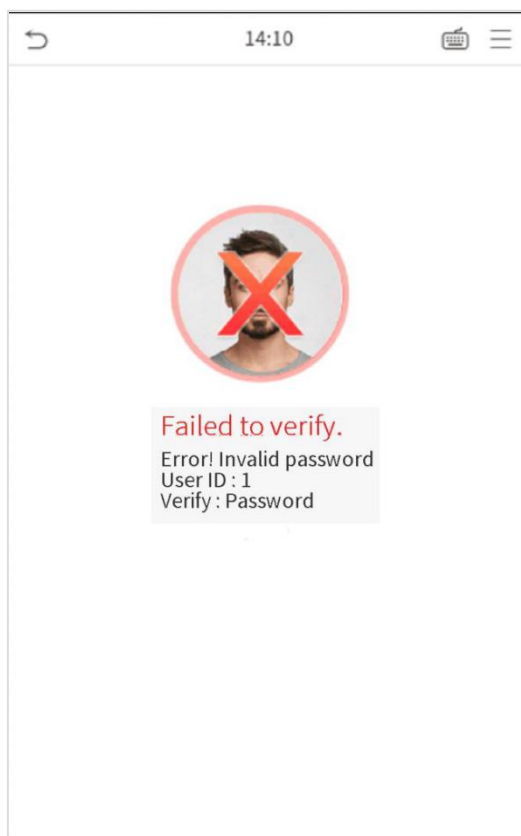 14:10
Failed to verify.
Error! Invalid password
User ID : 1
Verify : Password